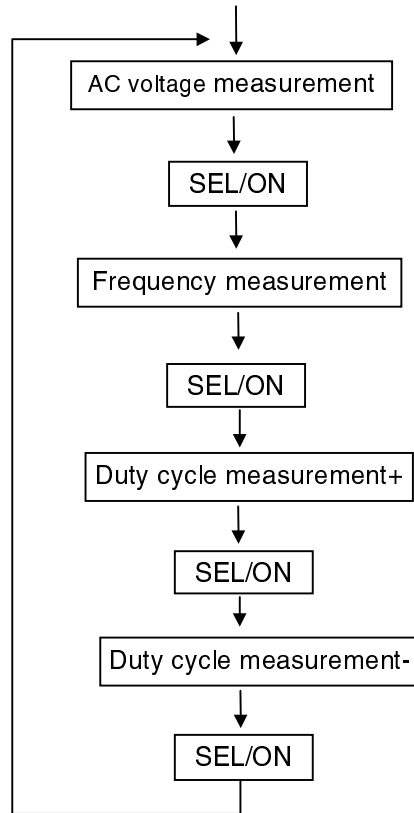 AC voltage measurement
SEL/ON
Frequency measurement
SEL/ON
Duty cycle measurement+
SEL/ON
Duty cycle measurement-
SEL/ON